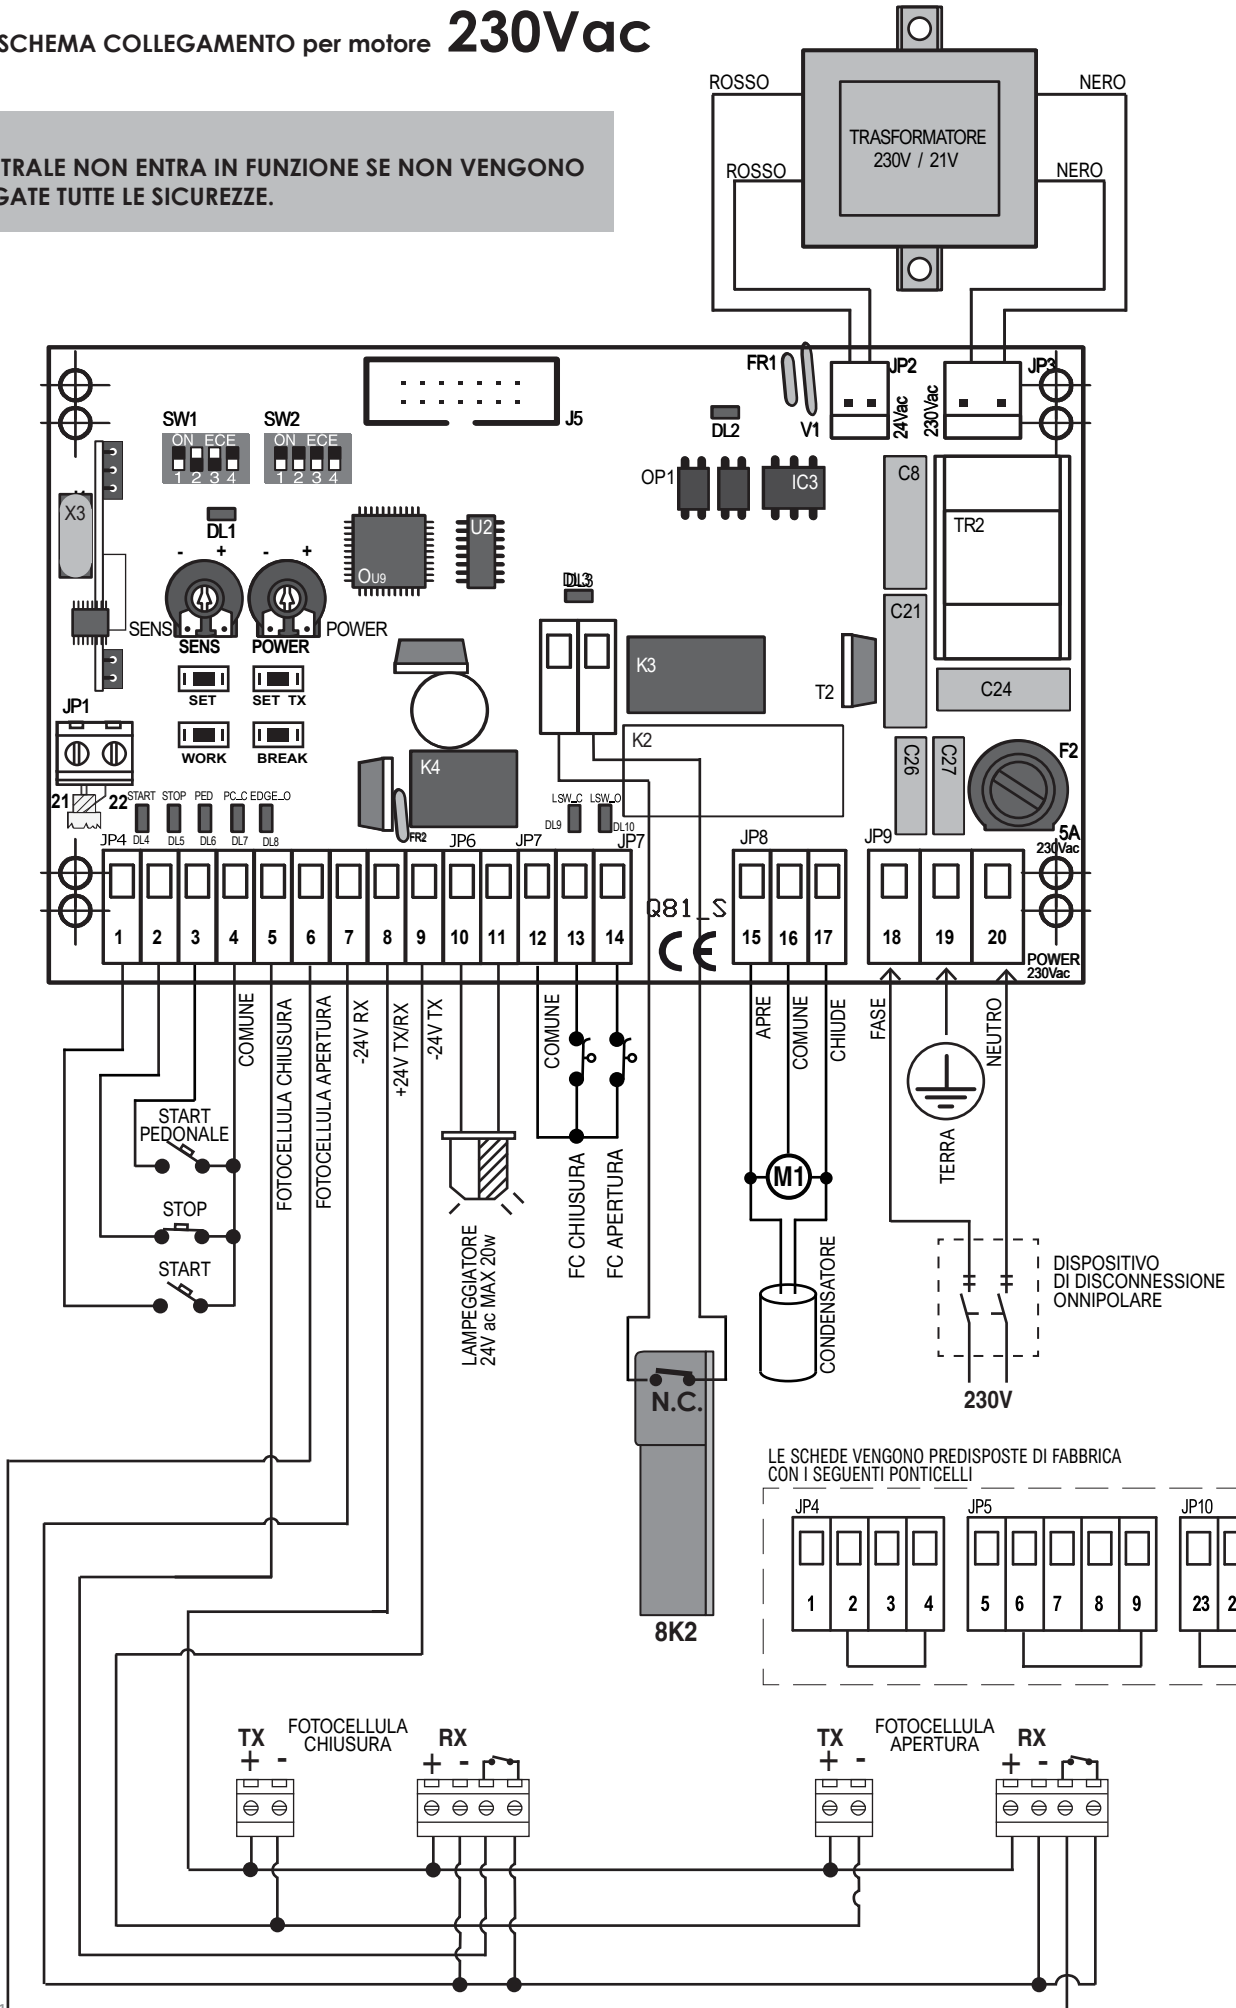 SCHEMA COLLEGAMENTO per motore 230Vac
TRALE NON ENTRA IN FUNZIONE SE NON VENGONO
GATE TUTTE LE SICUREZZE.
ROSSO
NERO
TRASFORMATORE
230V / 21V
ROSSO
NERO
FR1
JP2
JP3
SW1
SW2
J5
DL2
V1
24Vac
230Vac
ON ECE
1 2 3 4
ON ECE
1 2 3 4
OP1
IC3
C8
X3
TR2
DL1
U2
OU9
- +
- +
DL3
C21
SENS
POWER
SENS
POWER
K3
T2
C24
SET
SET TX
JP1
K2
F2
WORK
BREAK
K4
C26
C27
21
22
START
STOP
PED
PC_C
EDGE_O
LSW_C
LSW_O
DL4
DL5
DL6
DL7
DL8
DL9
DL10
FR2
5A
230Vac
JP4
JP6
JP7
JP7
JP8
JP9
Q81_S
CE
1 2 3 4 5 6 7 8 9 10 11 12 13 14 15 16 17 18 19 20
POWER
230Vac
COMUNE
FOTOCELLULA CHIUSURA
FOTOCELLULA APERTURA
-24V RX
+24V TX/RX
-24V TX
COMUNE
APRE
COMUNE
CHIUDE
FASE
NEUTRO
START
PEDONALE
STOP
START
LAMPEGGIATORE
24V ac MAX 20w
FC CHIUSURA
FC APERTURA
M1
CONDENSATORE
TERRA
DISPOSITIVO
DI DISCONNESSIONE
ONNIPOLARE
230V
N.C.
8K2
LE SCHEDE VENGONO PREDISPOSTE DI FABBRICA
CON I SEGUENTI PONTICELLI
JP4
JP5
JP10
1 2 3 4
5 6 7 8 9
23 2
TX
FOTOCELLULA
CHIUSURA
RX
+ -
+ -
TX
FOTOCELLULA
APERTURA
RX
+ -
+ -